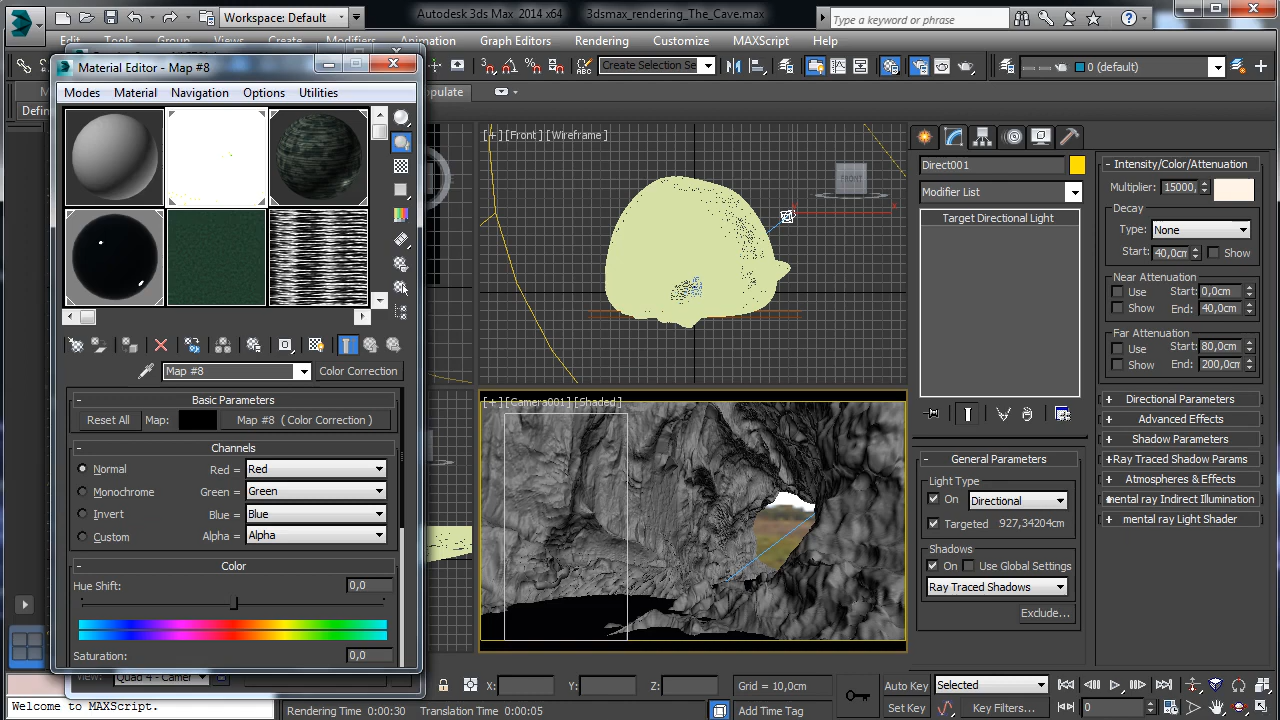 Workspace: Default
Autodesk 3ds Max 2014 x64
3dsmax_rendering_The_Cave.max
Type a keyword or phrase
Edit Tools Group Views Create Modifiers Animation Graph Editors Rendering Customize MAXScript Help
Create Selection Se
0 (default)
Material Editor - Map #8
Modes Material Navigation Options Utilities
Defin
pulate
[+][Front][Wireframe]
FRONT
Map #8
Color Correction
- Basic Parameters
Reset All Map: Map #8 ( Color Correction )
- Channels
Normal Red = Red
Monochrome Green = Green
Invert Blue = Blue
Custom Alpha = Alpha
- Color
Hue Shift: 0,0
Saturation: 0,0
View: Quad 4 - Camer
[+][Camera001][Shaded]
Direct001
Modifier List
Target Directional Light
- General Parameters
Light Type
On Directional
Targeted 927,34204cm
Shadows
On Use Global Settings
Ray Traced Shadows
Exclude...
- Intensity/Color/Attenuation
Multiplier: 15000,
Decay
Type: None
Start: 40,0cm Show
Near Attenuation
Use Start: 0,0cm
Show End: 40,0cm
Far Attenuation
Use Start: 80,0cm
Show End: 200,0cm
+ Directional Parameters
+ Advanced Effects
+ Shadow Parameters
+ Ray Traced Shadow Params
+ Atmospheres & Effects
+ mental ray Indirect Illumination
+ mental ray Light Shader
X: Y: Z: Grid = 10,0cm
Auto Key Selected
Set Key Key Filters... 0
Welcome to MAXScript.
Rendering Time 0:00:30 Translation Time 0:00:05
Add Time Tag